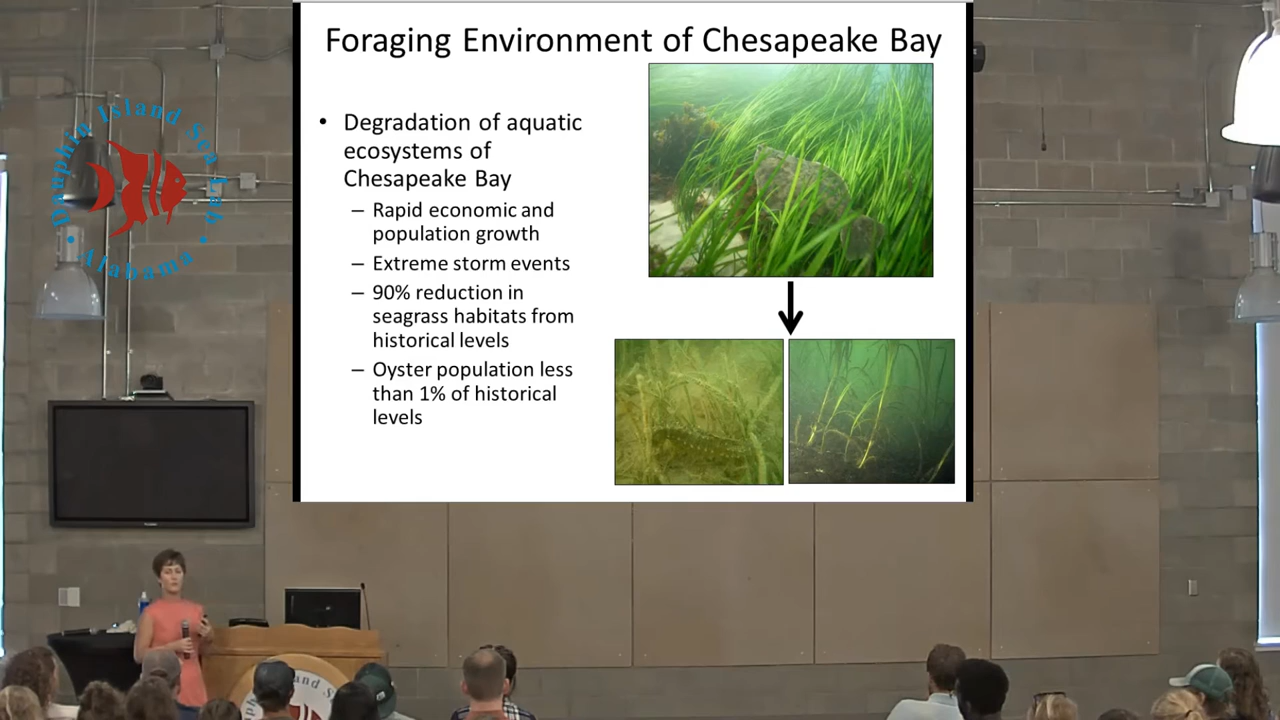 Foraging Environment of Chesapeake Bay
• Degradation of aquatic
ecosystems of
Chesapeake Bay
– Rapid economic and
population growth
– Extreme storm events
– 90% reduction in
seagrass habitats from
historical levels
– Oyster population less
than 1% of historical
levels
Dauphin Island Sea Lab
• Alabama •
and S